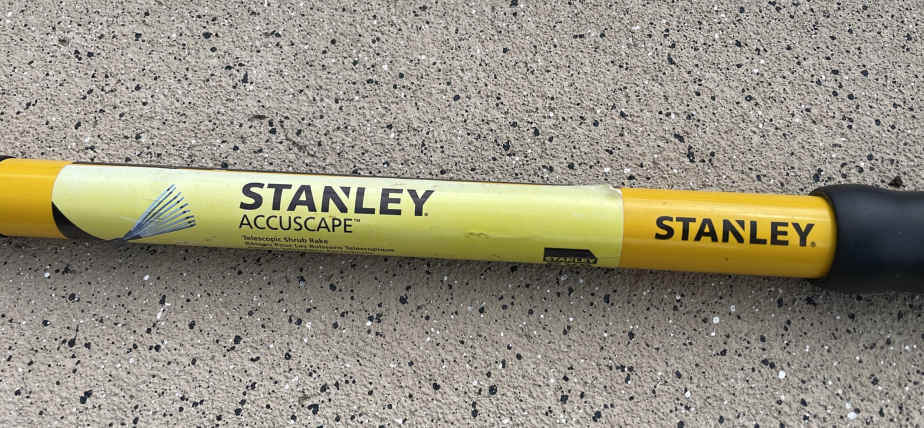 STANLEY®
ACCUSCAPE™
Telescopic Shrub Rake
STANLEY
STANLEY®